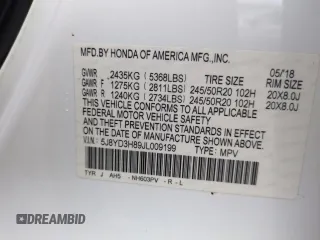 MFD.BY HONDA OF AMERICA MFG.,INC.
05/18
GVWR 2435KG (5368LBS) TIRE SIZE RIM SIZE
GAWR F 1275KG (2811LBS) 245/50R20 102H 20X8.0J
GAWR R 1240KG (2734LBS) 245/50R20 102H 20X8.0J
THIS VEHICLE CONFORMS TO ALL APPLICABLE
FEDERAL MOTOR VEHICLE SAFETY AND
THEFT PREVENTION STANDARDS IN EFFECT ON
THE DATE OF MANUFACTURE SHOWN ABOVE.
V.I.N: 5J8YD3H89JL009199 TYPE: MPV
TYR J AH5 NH603PV - R - L
STATBID